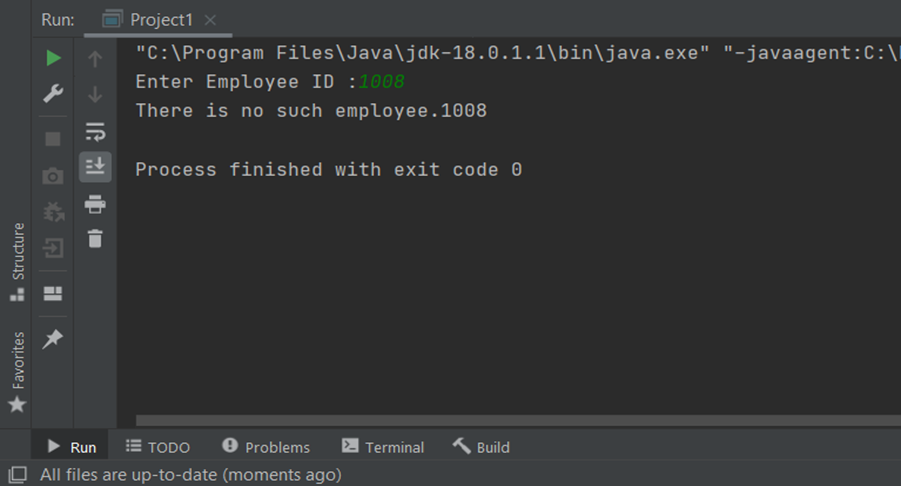 Run: Project1
"C:\Program Files\Java\jdk-18.0.1.1\bin\java.exe" "-javaagent:C:\
Enter Employee ID :1008
There is no such employee.1008
Process finished with exit code 0
Structure
Favorites
Run TODO Problems Terminal Build
All files are up-to-date (moments ago)